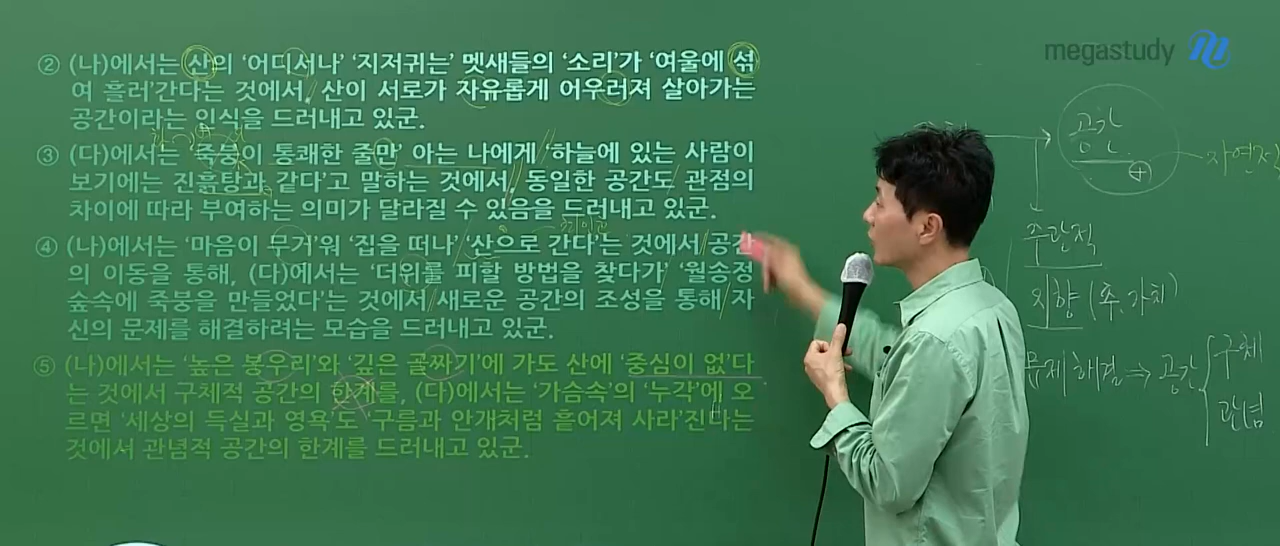 megastudy
② (나)에서는 산의 '어디서나' '지저귀는' 멧새들의 '소리'가 '여울에 섞
여 흘러'간다는 것에서, 산이 서로가 자유롭게 어우러져 살아가는
공간이라는 인식을 드러내고 있군.
③ (다)에서는 '죽붕이 통쾌한 줄만' 아는 나에게 '하늘에 있는 사람이
보기에는 진흙탕과 같다'고 말하는 것에서, 동일한 공간도 관점의
차이에 따라 부여하는 의미가 달라질 수 있음을 드러내고 있군.
④ (나)에서는 '마음이 무거'워 '집을 떠나' '산으로 간다'는 것에서 공간
의 이동을 통해, (다)에서는 '더위를 피할 방법을 찾다가' '월송정
숲속에 죽붕을 만들었다'는 것에서 새로운 공간의 조성을 통해 자
신의 문제를 해결하려는 모습을 드러내고 있군.
⑤ (나)에서는 '높은 봉우리'와 '깊은 골짜기'에 가도 산에 '중심이 없'다
는 것에서 구체적 공간의 한계를, (다)에서는 '가슴속'의 '누각'에 오
르면 '세상의 득실과 영욕'도 '구름과 안개처럼 흩어져 사라'진다는
것에서 관념적 공간의 한계를 드러내고 있군.
공간
주관적
지향 (추, 가치)
문제 해결 ⇒ 공간 { 구체
관념